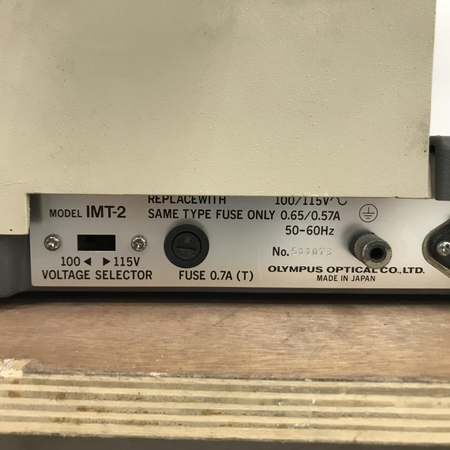 REPLACEWITH 100/115V~
MODEL IMT-2 SAME TYPE FUSE ONLY 0.65/0.57A
50-60Hz
No.
100 ◄ ► 115V
VOLTAGE SELECTOR FUSE 0.7A (T) OLYMPUS OPTICAL CO., LTD.
MADE IN JAPAN